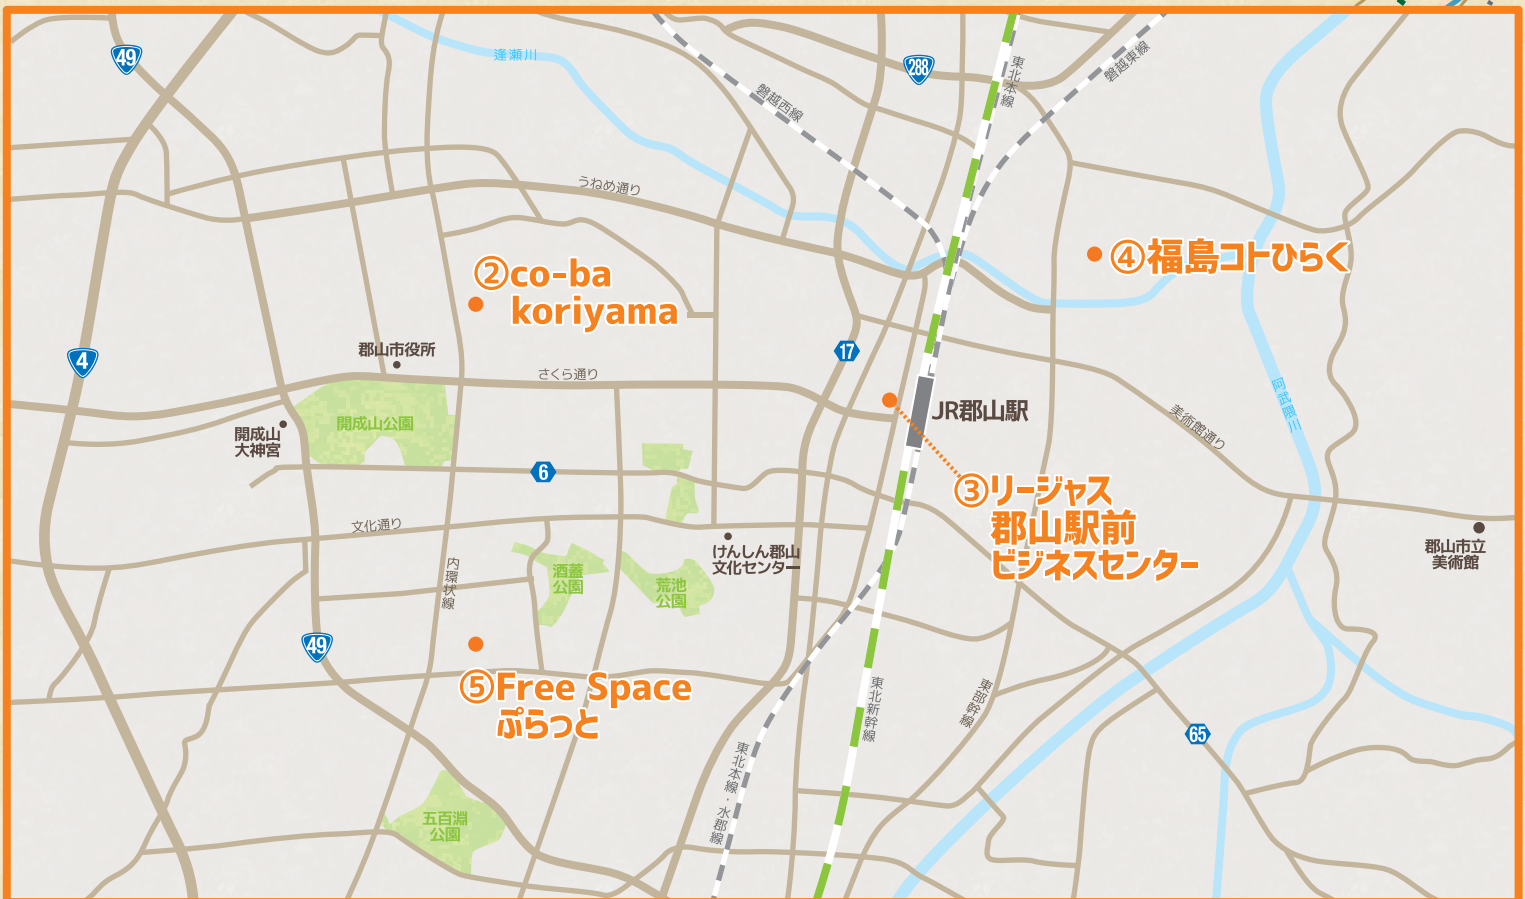 49
逢瀬川
288
東北本線
磐越東線
磐越西線
うねめ通り
②co-ba
koriyama
④福島コトひらく
4
郡山市役所
17
さくら通り
JR郡山駅
阿武隈川
美術館通り
開成山公園
開成山
大神宮
6
③リージャス
郡山駅前
ビジネスセンター
文化通り
けんしん郡山
文化センター
郡山市立
美術館
内環状線
酒蓋
公園
荒池
公園
49
⑤Free Space
ぷらっと
東北新幹線
東部幹線
65
東北本線・水郡線
五百淵
公園